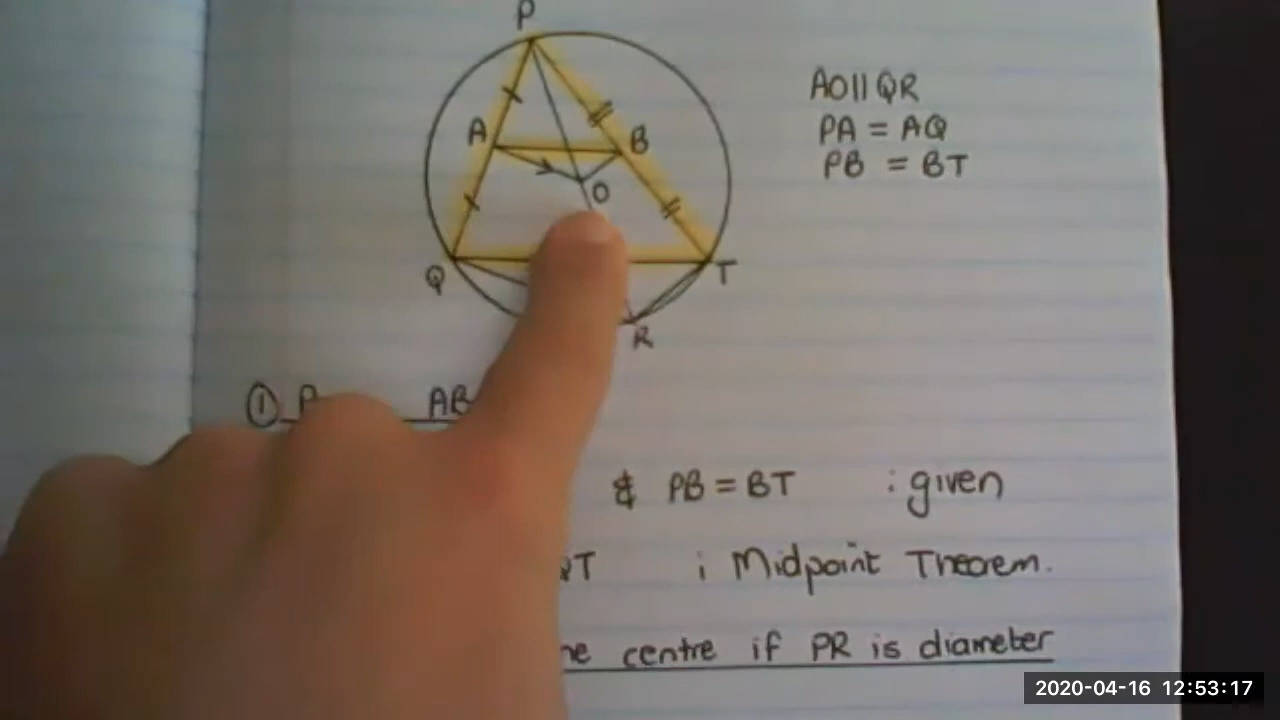 P
A
B
O
Q
T
R
AO || QR
PA = AQ
PB = BT
① AB
& PB = BT : given
QT ; Midpoint Theorem.
centre if PR is diameter
2020-04-16 12:53:17